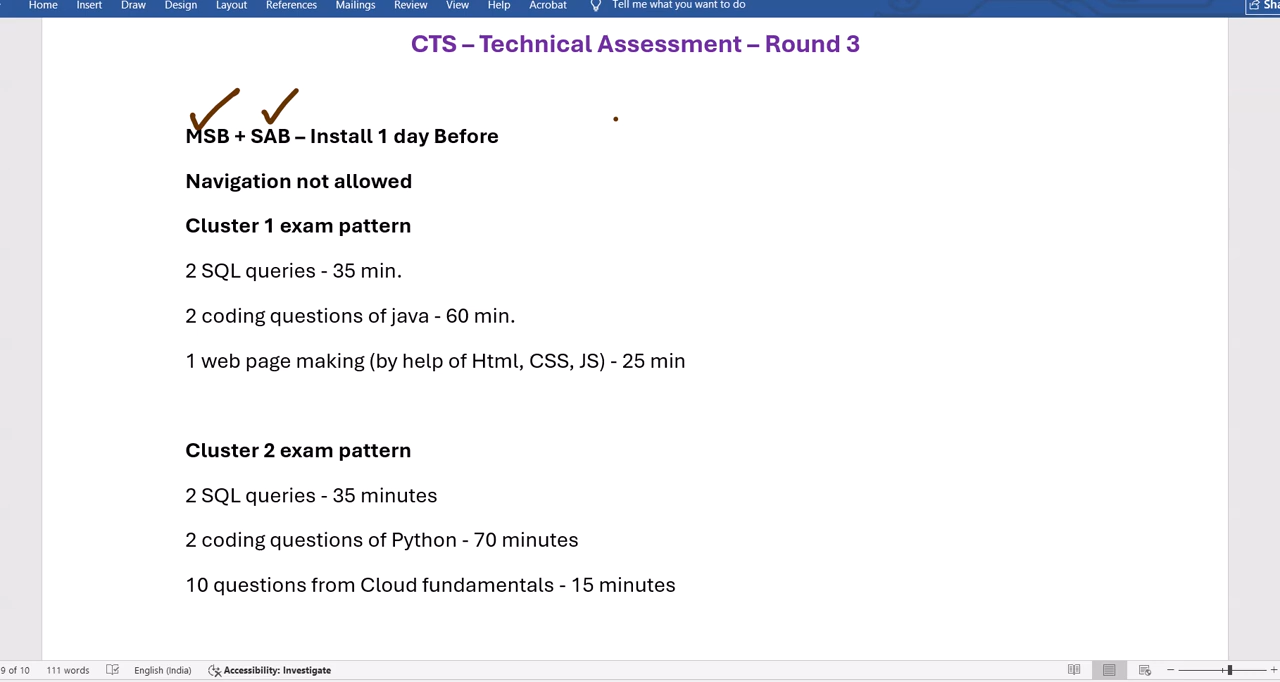 Home Insert Draw Design Layout References Mailings Review View Help Acrobat Tell me what you want to do
CTS – Technical Assessment – Round 3
MSB + SAB – Install 1 day Before
Navigation not allowed
Cluster 1 exam pattern
2 SQL queries - 35 min.
2 coding questions of java - 60 min.
1 web page making (by help of Html, CSS, JS) - 25 min
Cluster 2 exam pattern
2 SQL queries - 35 minutes
2 coding questions of Python - 70 minutes
10 questions from Cloud fundamentals - 15 minutes
9 of 10 111 words English (India) Accessibility: Investigate